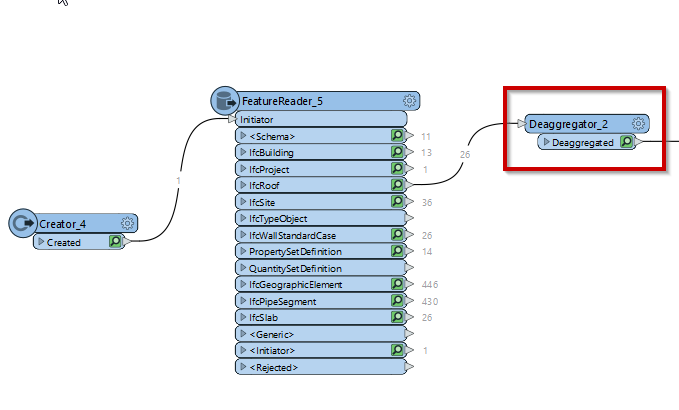 FeatureReader_5
Initiator
<Schema> 11
IfcBuilding 13
IfcProject 1
IfcRoof
26
IfcSite 36
IfcTypeObject
IfcWallStandardCase 26
PropertySetDefinition 14
QuantitySetDefinition
IfcGeographicElement 446
IfcPipeSegment 430
IfcSlab 26
<Generic>
<Initiator> 1
<Rejected>
Deaggregator_2
Deaggregated
1
Creator_4
Created